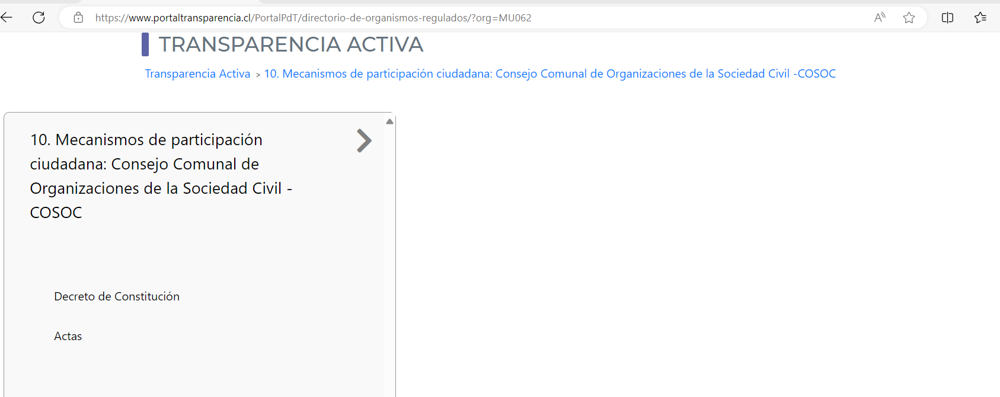 https://www.portaltransparencia.cl/PortalPdT/directorio-de-organismos-regulados/?org=MU062
TRANSPARENCIA ACTIVA
Transparencia Activa > 10. Mecanismos de participación ciudadana: Consejo Comunal de Organizaciones de la Sociedad Civil -COSOC
10. Mecanismos de participación
ciudadana: Consejo Comunal de
Organizaciones de la Sociedad Civil -
COSOC
Decreto de Constitución
Actas